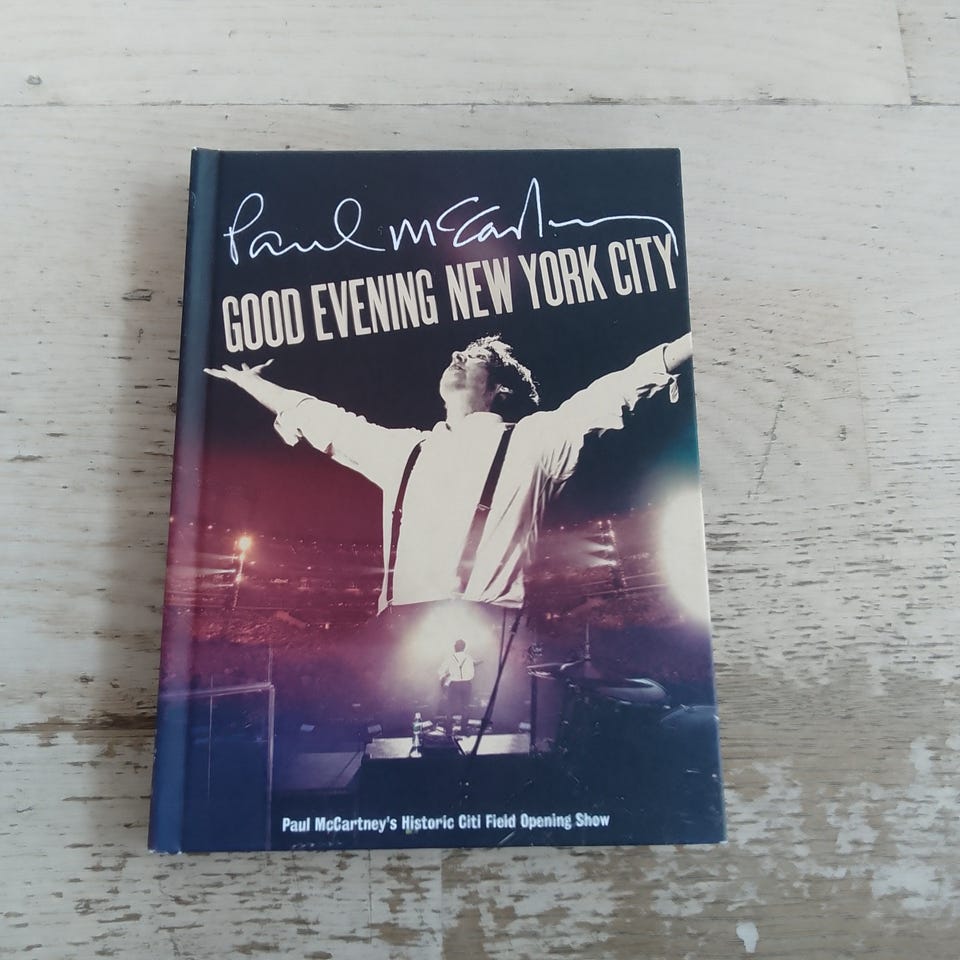 Paul McCartney
GOOD EVENING NEW YORK CITY
Paul McCartney's Historic Citi Field Opening Show